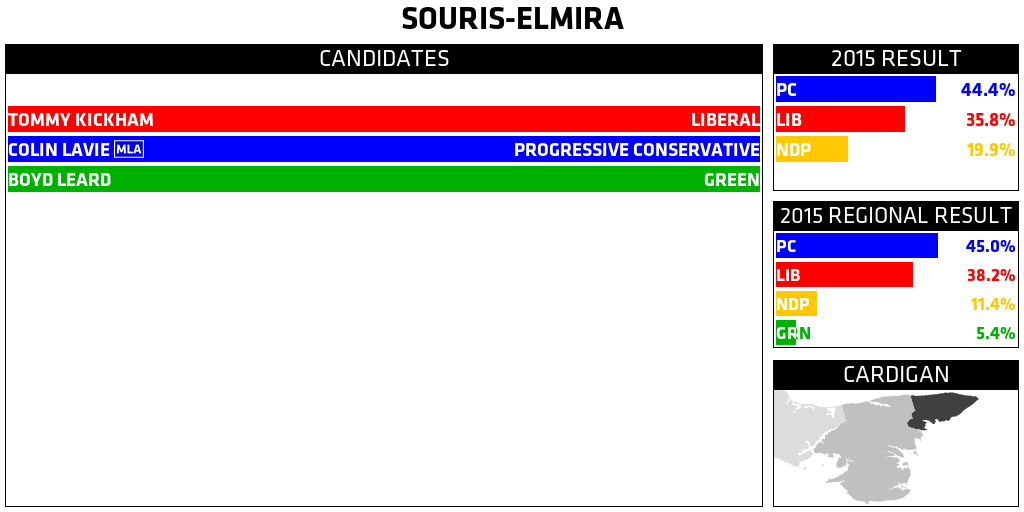 SOURIS-ELMIRA
CANDIDATES
TOMMY KICKHAM LIBERAL
COLIN LAVIE MLA PROGRESSIVE CONSERVATIVE
BOYD LEARD GREEN
2015 RESULT
PC 44.4%
LIB 35.8%
NDP 19.9%
2015 REGIONAL RESULT
PC 45.0%
LIB 38.2%
NDP 11.4%
GRN 5.4%
CARDIGAN